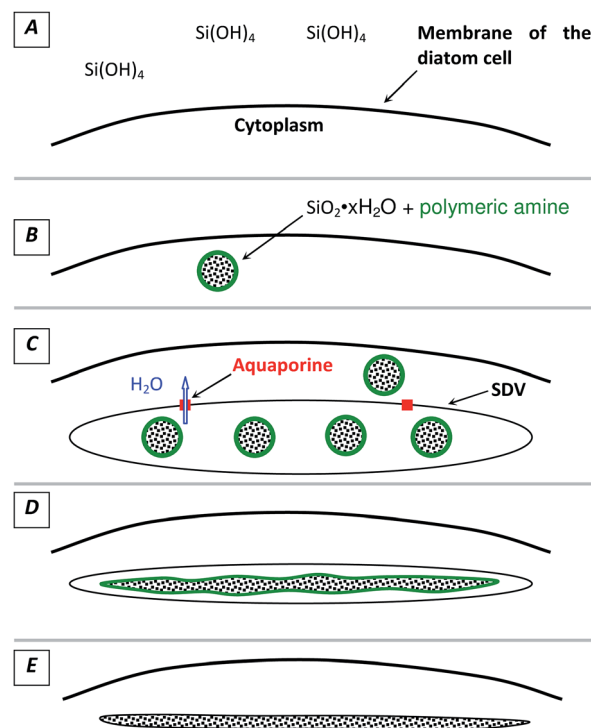 A
Si(OH)₄ Si(OH)₄
Membrane of the
diatom cell
Si(OH)₄
Cytoplasm
B
SiO₂•xH₂O + polymeric amine
C
Aquaporine
H₂O
SDV
D
E